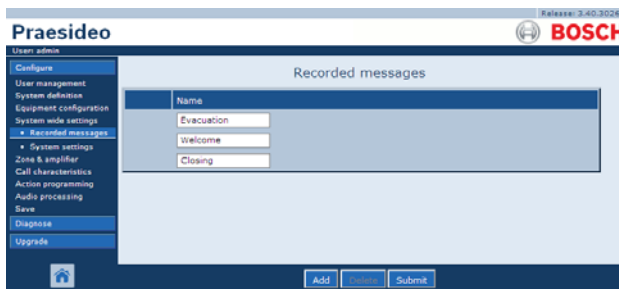 Release: 3.40.3024
Praesideo
BOSCH
User: admin
Configure
User management
System definition
Equipment configuration
System wide settings
• Recorded messages
• System settings
Zone & amplifier
Call characteristics
Action programming
Audio processing
Save
Diagnose
Upgrade
Recorded messages
Name
Evacuation
Welcome
Closing
Add Delete Submit